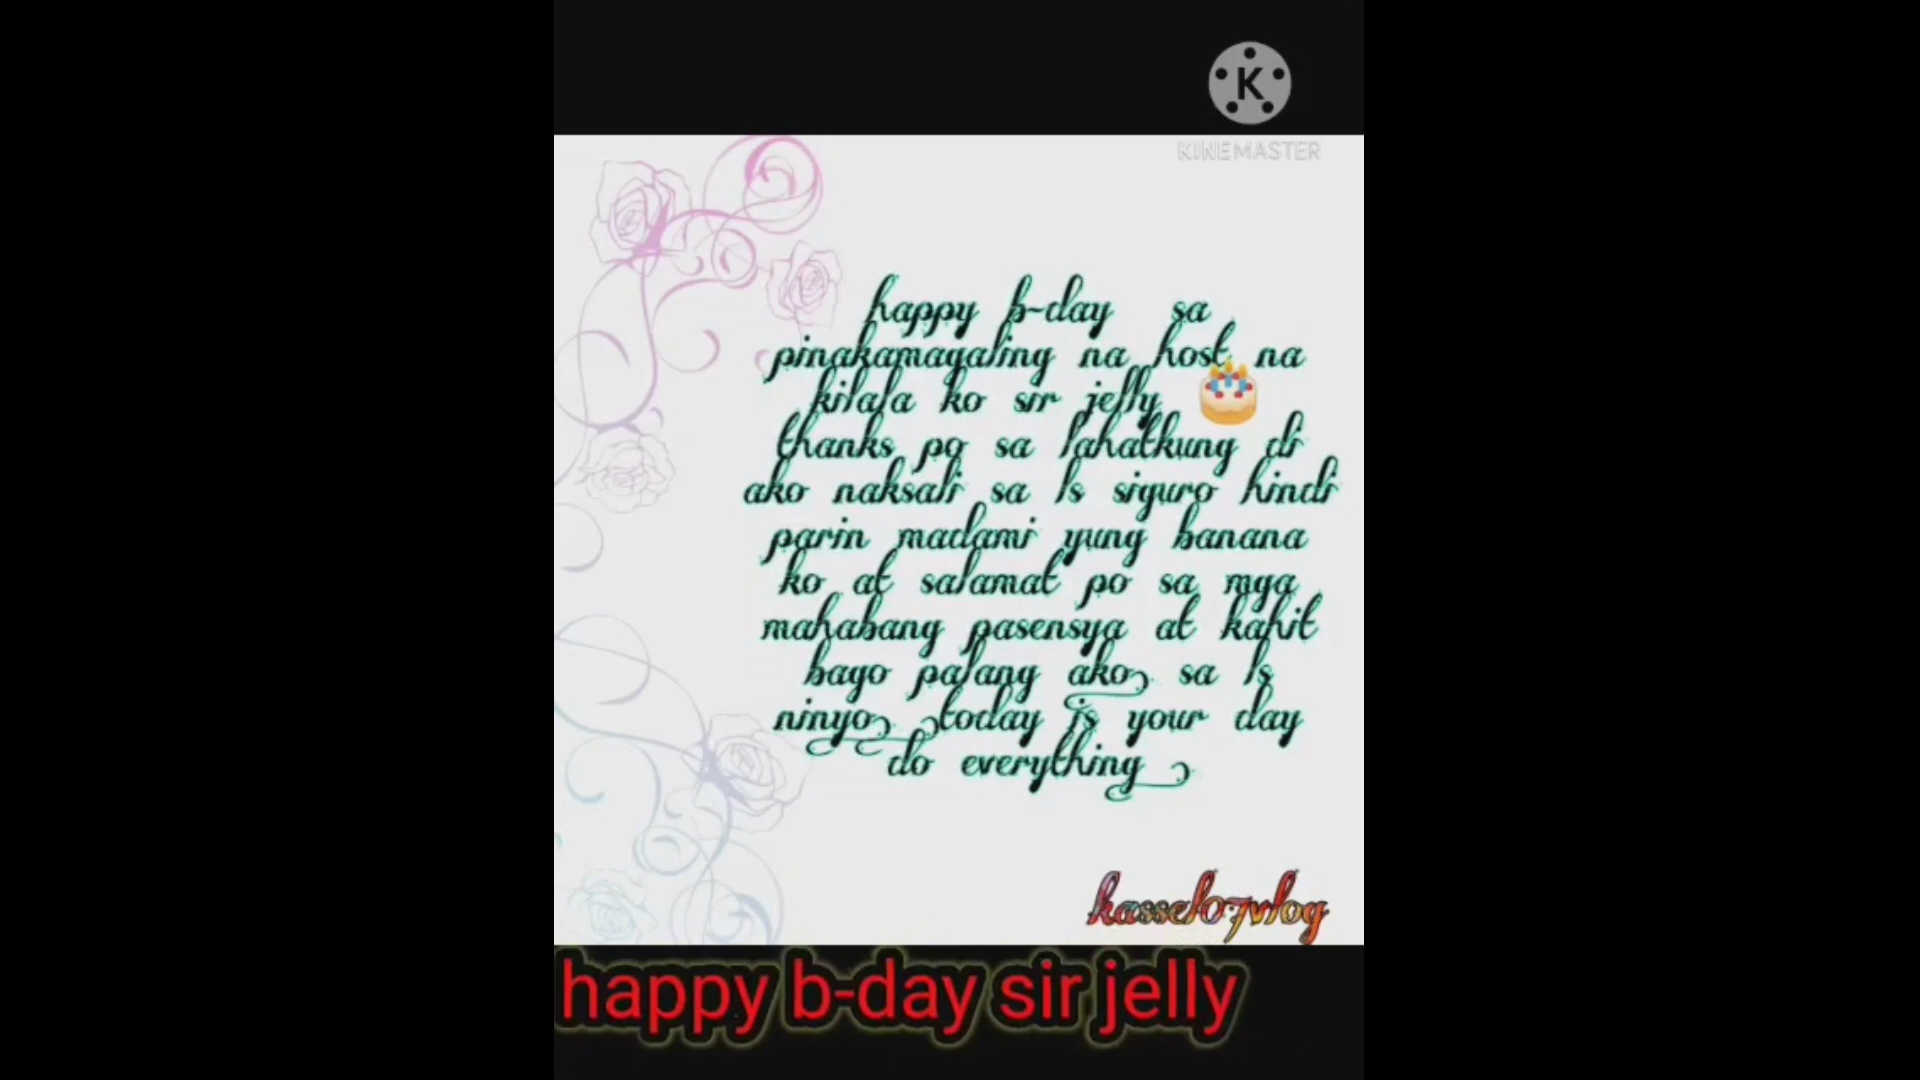 K
KINEMASTER
happy b-day sa
pinakamagaling na host na
kilala ko sir jelly 🎂
thanks po sa lahatkung di
ako naksali sa ls siguro hindi
parin madami yung banana
ko at salamat po sa mga
mahabang pasensya at kahit
bago palang ako sa ls
ninyo today is your day
do everything
kassel07vlog
happy b-day sir jelly